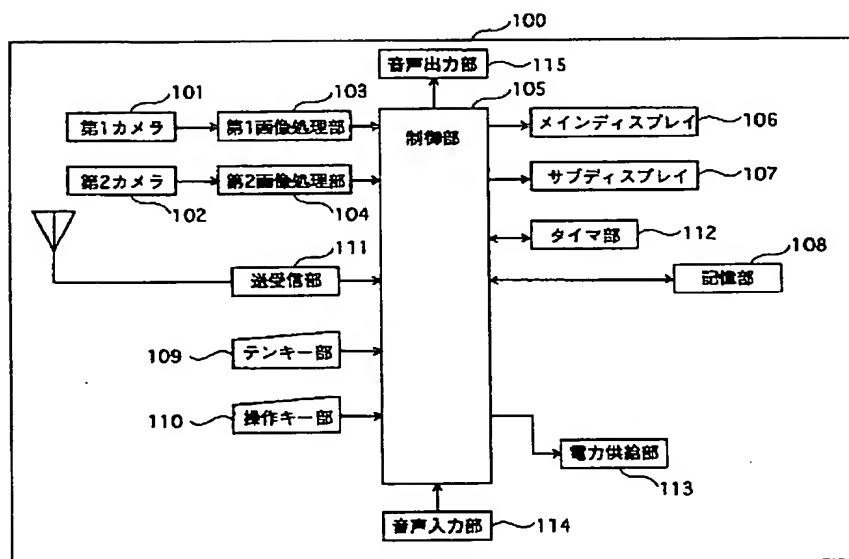 100
音声出力部
115
101
103
105
第1カメラ
第1画像処理部
制御部
メインディスプレイ
106
第2カメラ
第2画像処理部
サブディスプレイ
107
102
104
111
タイマ部
112
108
送受信部
記憶部
109
テンキー部
110
操作キー部
電力供給部
113
音声入力部
114